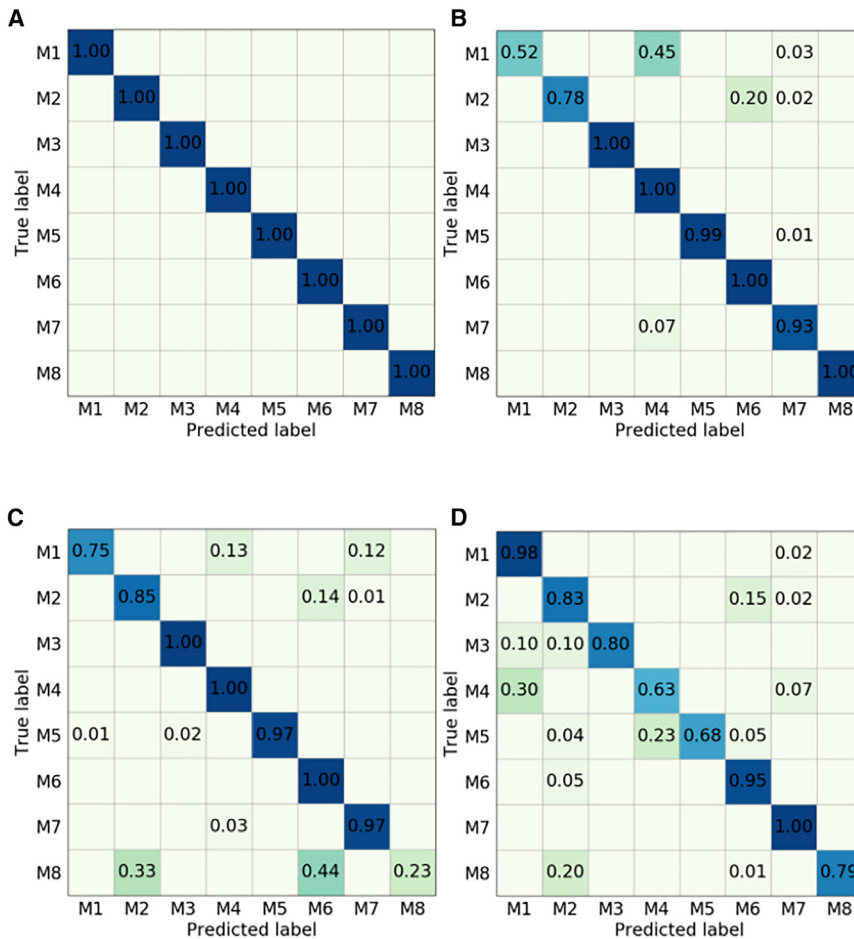 A
B
M1 1.00
M2 1.00
M3 1.00
M4 1.00
M5 1.00
M6 1.00
M7 1.00
M8 1.00
True label
M1 M2 M3 M4 M5 M6 M7 M8
Predicted label
M1 0.52 0.45 0.03
M2 0.78 0.20 0.02
M3 1.00
M4 1.00
M5 0.99 0.01
M6 1.00
M7 0.07 0.93
M8 1.00
True label
M1 M2 M3 M4 M5 M6 M7 M8
Predicted label
C
D
M1 0.75 0.13 0.12
M2 0.85 0.14 0.01
M3 1.00
M4 1.00
M5 0.01 0.02 0.97
M6 1.00
M7 0.03 0.97
M8 0.33 0.44 0.23
True label
M1 M2 M3 M4 M5 M6 M7 M8
Predicted label
M1 0.98 0.02
M2 0.83 0.15 0.02
M3 0.10 0.10 0.80
M4 0.30 0.63 0.07
M5 0.04 0.23 0.68 0.05
M6 0.05 0.95
M7 1.00
M8 0.20 0.01 0.79
True label
M1 M2 M3 M4 M5 M6 M7 M8
Predicted label